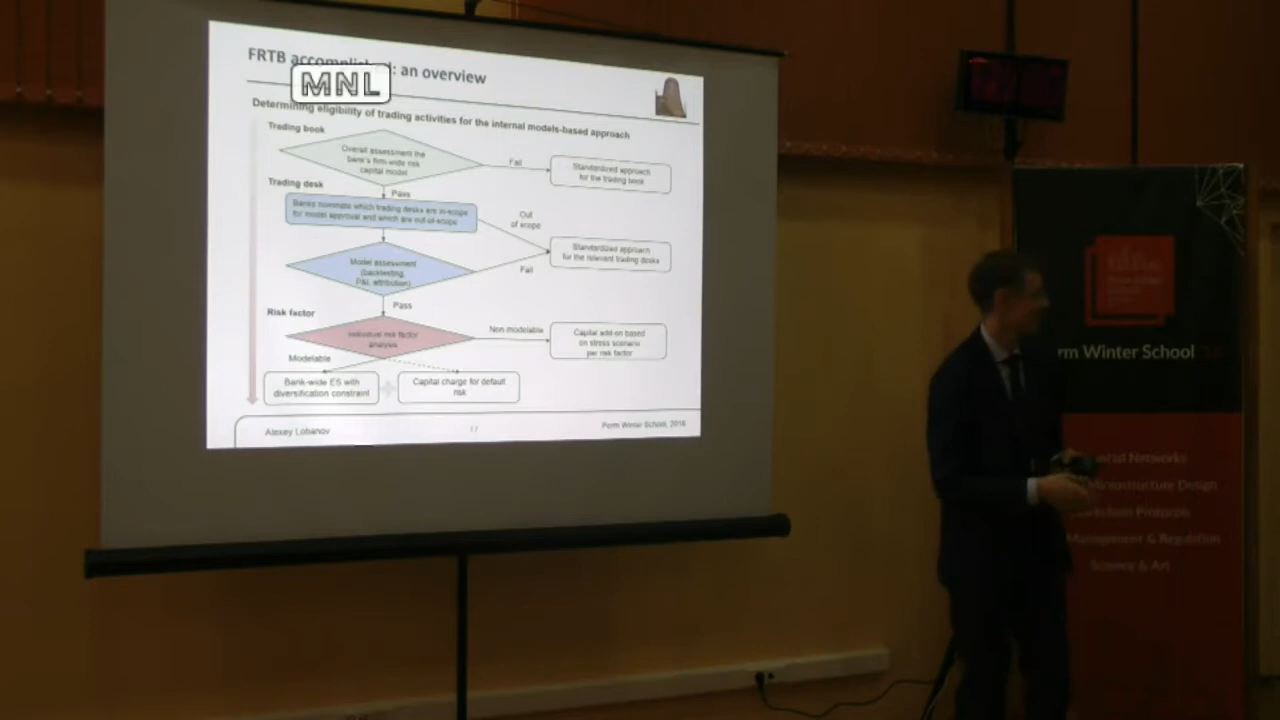 FRTB accomplished: an overview
MNL
Determining eligibility of trading activities for the internal models-based approach
Trading book
Overall assessment the
bank's firm-wide risk
capital model
Fail
Standardized approach
for the trading book
Pass
Trading desk
Banks nominate which trading desks are in-scope
for model approval and which are out-of-scope
Out
of scope
Standardized approach
for the relevant trading desks
Model assessment
(backtesting,
P&L attribution)
Fail
Pass
Risk factor
Individual risk factor
analysis
Non modelable
Capital add-on based
on stress scenario
per risk factor
Modelable
Bank-wide ES with
diversification constraint
Capital charge for default
risk
Alexey Lobanov
17
Perm Winter School, 2016
rm Winter School
Networks
Microstructure Design
Protocols
Management & Regulation
Science & Art